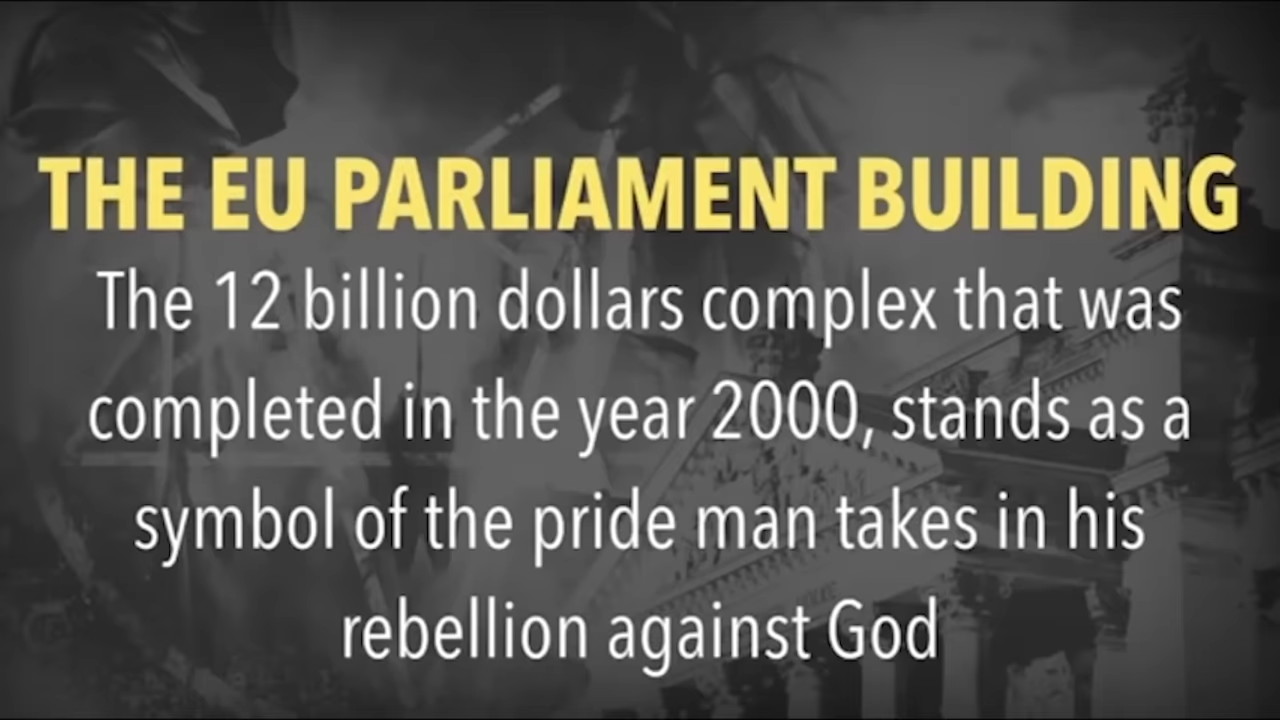 THE EU PARLIAMENT BUILDING
The 12 billion dollars complex that was
completed in the year 2000, stands as a
symbol of the pride man takes in his
rebellion against God